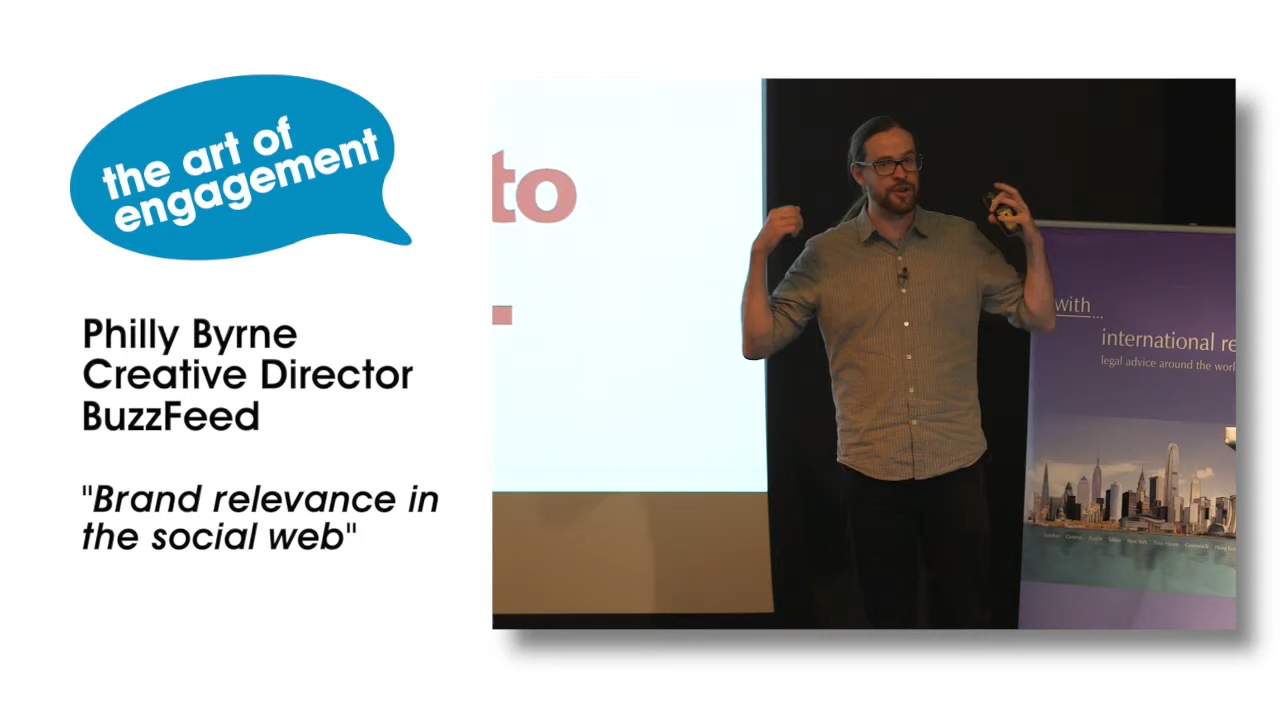 the art of
engagement
Philly Byrne
Creative Director
BuzzFeed
"Brand relevance in
the social web"
to
.
with
international re
legal advice around the worl